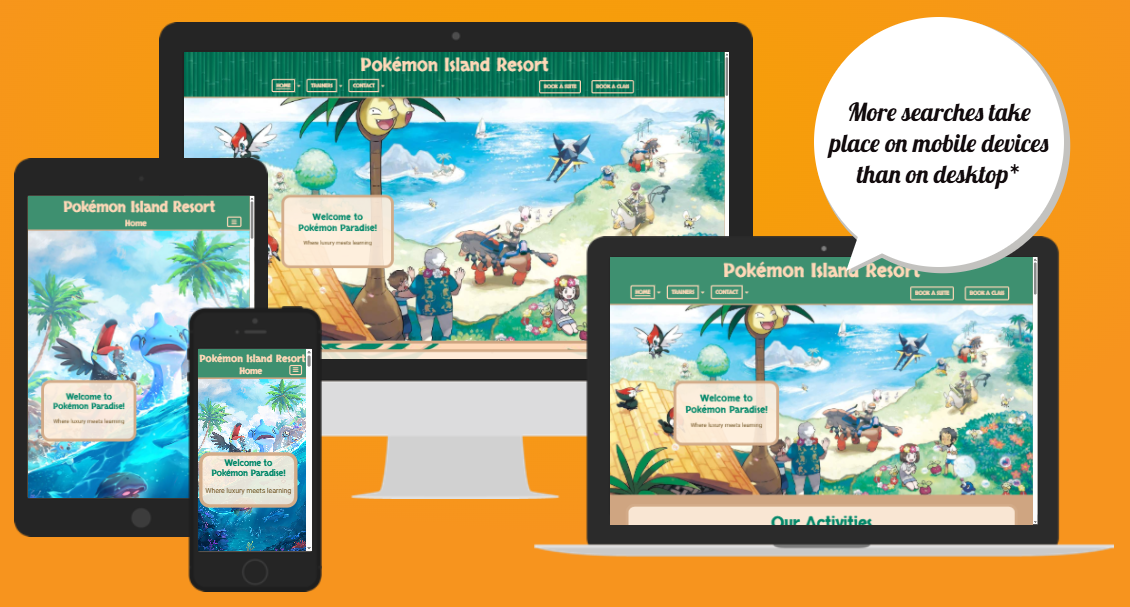 Pokémon Island Resort
HOME TRAINERS CONTACT BOOK A SUITE BOOK A CLASS
Welcome to
Pokémon Paradise!
Where luxury meets learning
More searches take
place on mobile devices
than on desktop*
Pokémon Island Resort
Home
Welcome to
Pokémon Paradise!
Where luxury meets learning
Pokémon Island Resort
Home
Welcome to
Pokémon Paradise!
Where luxury meets learning
Pokémon Island Resort
HOME TRAINERS CONTACT BOOK A SUITE BOOK A CLASS
Welcome to
Pokémon Paradise!
Where luxury meets learning
Our Activities